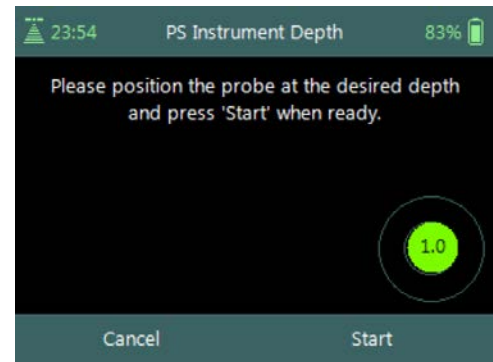 23:54 PS Instrument Depth 83%
Please position the probe at the desired depth
and press 'Start' when ready.
1.0
Cancel Start